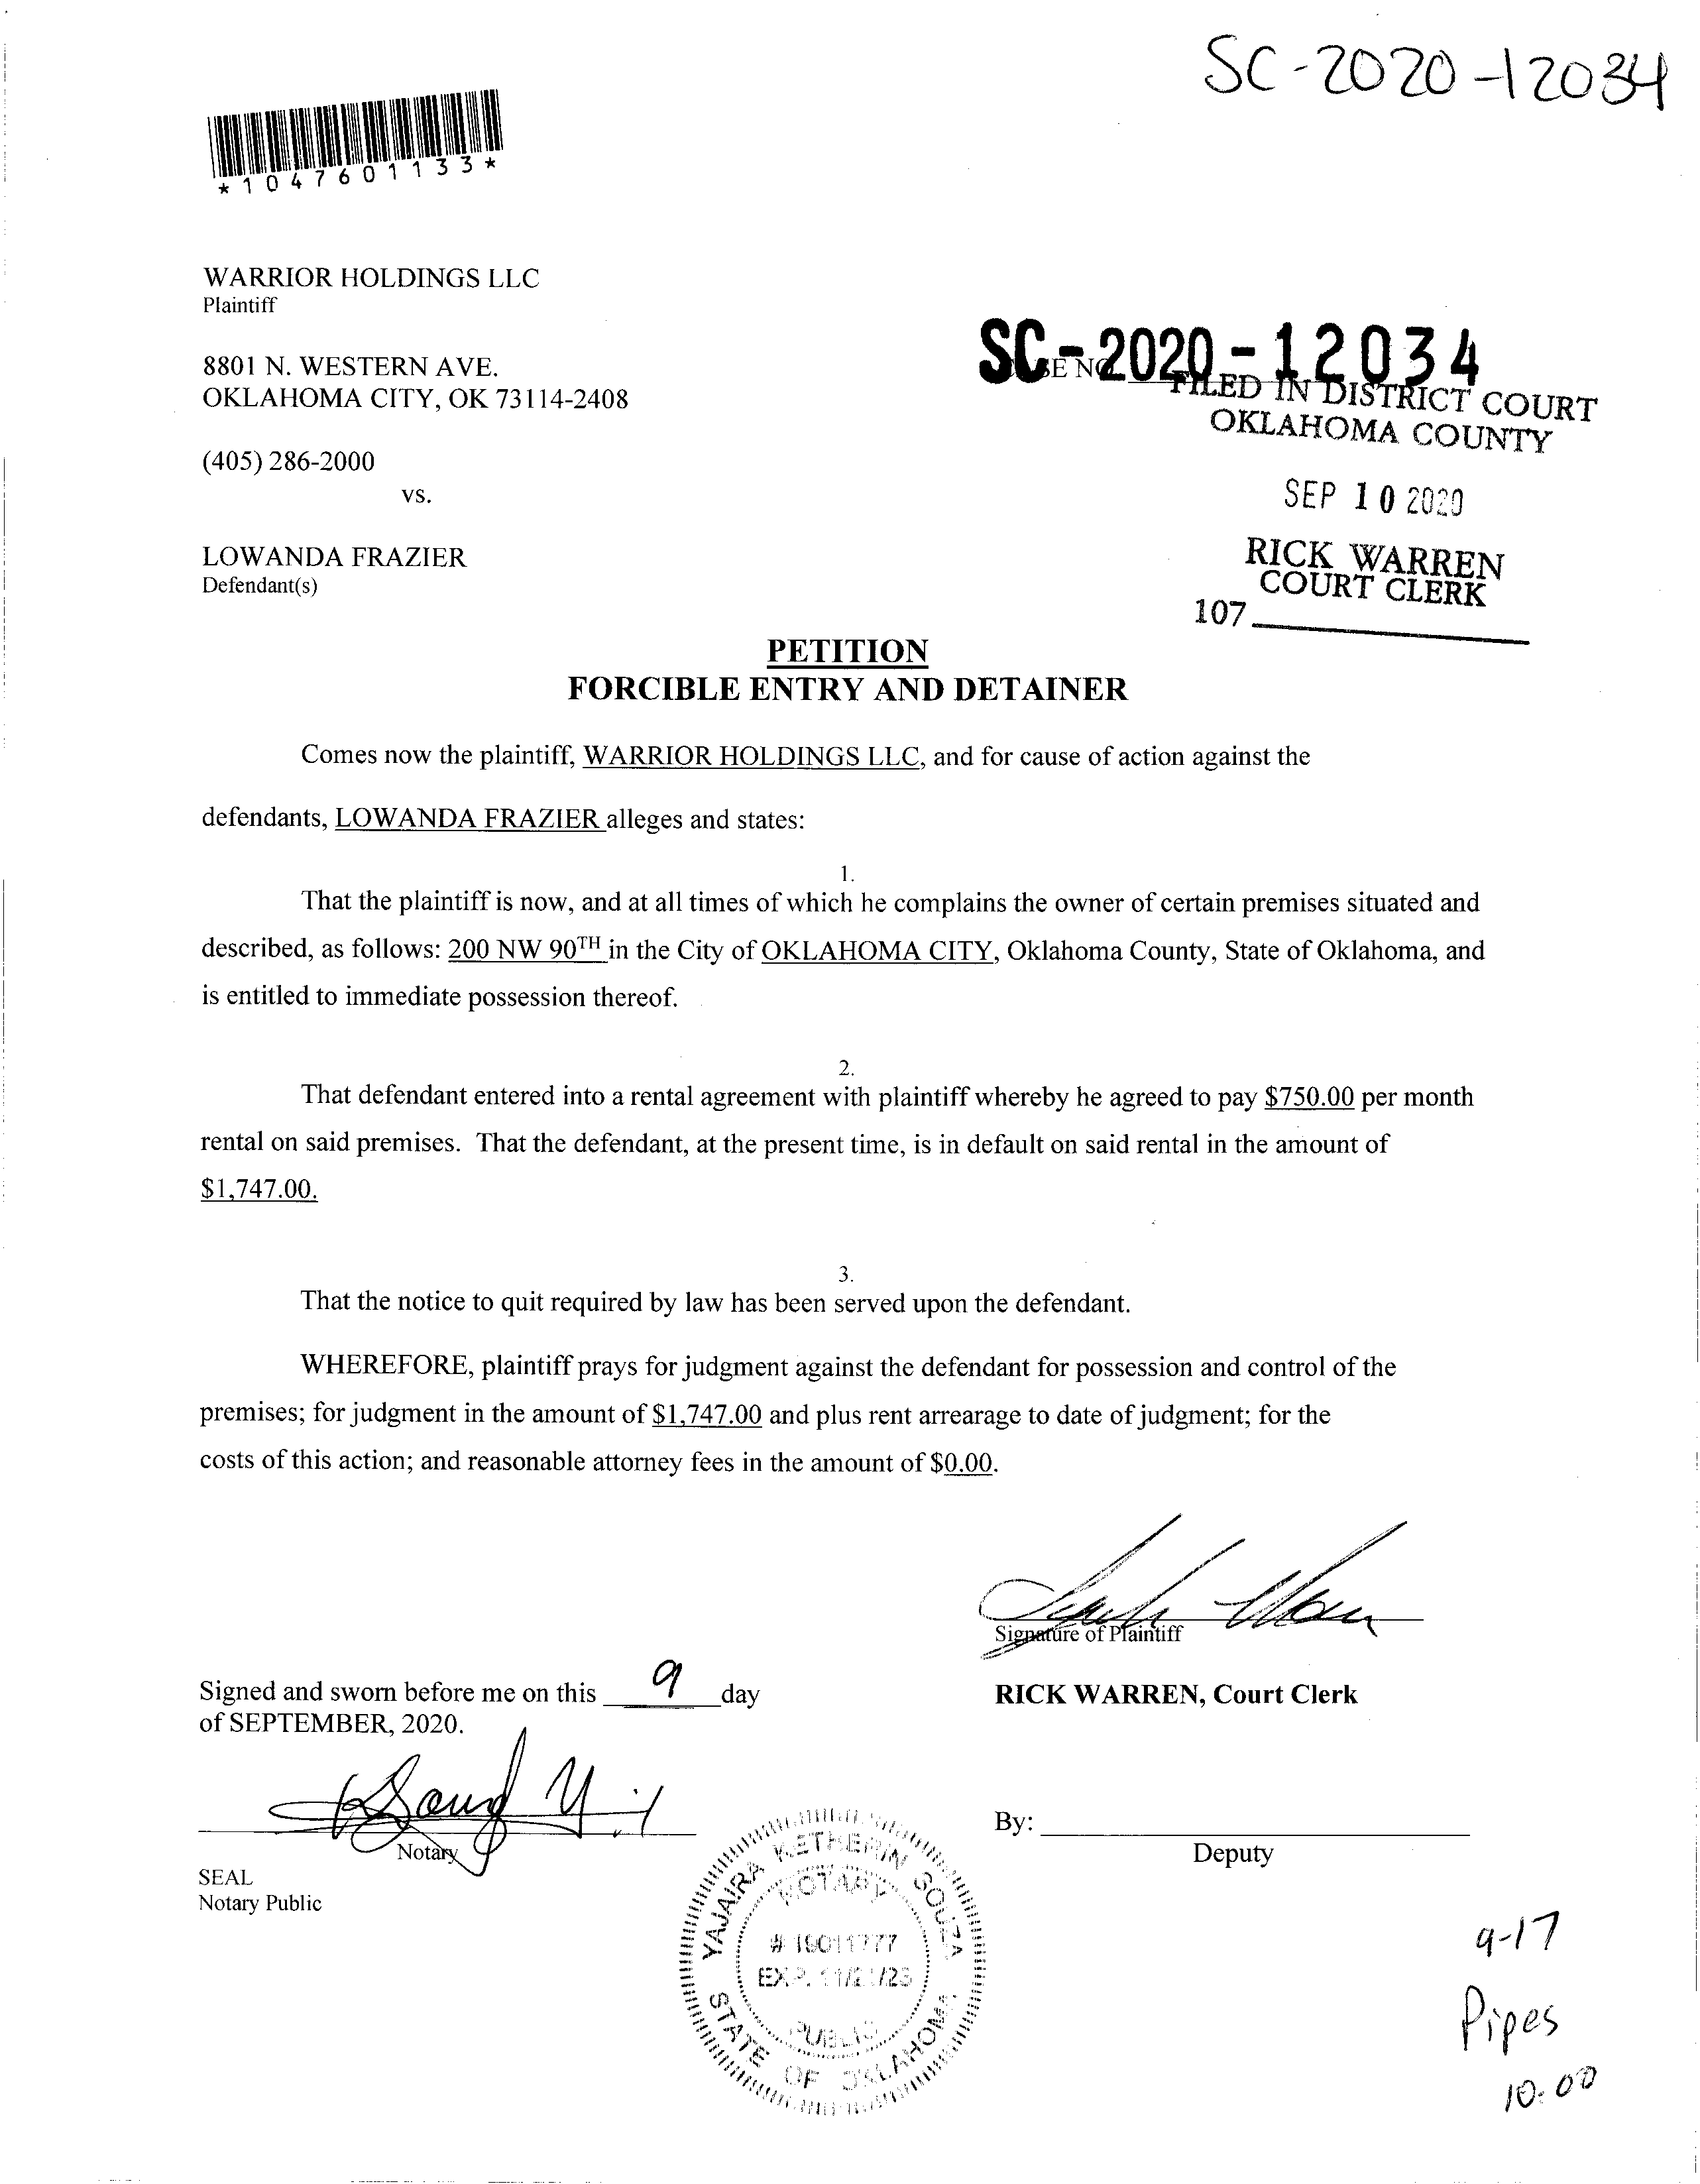 SC-2020-12034
*1047601133*
WARRIOR HOLDINGS LLC
Plaintiff
8801 N. WESTERN AVE.
OKLAHOMA CITY, OK 73114-2408
(405) 286-2000
vs.
LOWANDA FRAZIER
Defendant(s)
SC-2020-12034
FILED IN DISTRICT COURT
OKLAHOMA COUNTY
SEP 10 2020
RICK WARREN
COURT CLERK
107
PETITION
FORCIBLE ENTRY AND DETAINER
Comes now the plaintiff, WARRIOR HOLDINGS LLC, and for cause of action against the
defendants, LOWANDA FRAZIER alleges and states:
1.
That the plaintiff is now, and at all times of which he complains the owner of certain premises situated and
described, as follows: 200 NW 90TH in the City of OKLAHOMA CITY, Oklahoma County, State of Oklahoma, and
is entitled to immediate possession thereof.
2.
That defendant entered into a rental agreement with plaintiff whereby he agreed to pay $750.00 per month
rental on said premises. That the defendant, at the present time, is in default on said rental in the amount of
$1,747.00.
3.
That the notice to quit required by law has been served upon the defendant.
WHEREFORE, plaintiff prays for judgment against the defendant for possession and control of the
premises; for judgment in the amount of $1,747.00 and plus rent arrearage to date of judgment; for the
costs of this action; and reasonable attorney fees in the amount of $0.00.
Signature of Plaintiff
Signed and sworn before me on this 9 day
of SEPTEMBER, 2020.
RICK WARREN, Court Clerk
Notary
SEAL
Notary Public
By:
Deputy
YAJAIRA KETHERIN SOUZA
NOTARY
# 19011777
EXP.
PUBLIC
STATE OF OKLAHOMA
9-17
Pipes
10:00